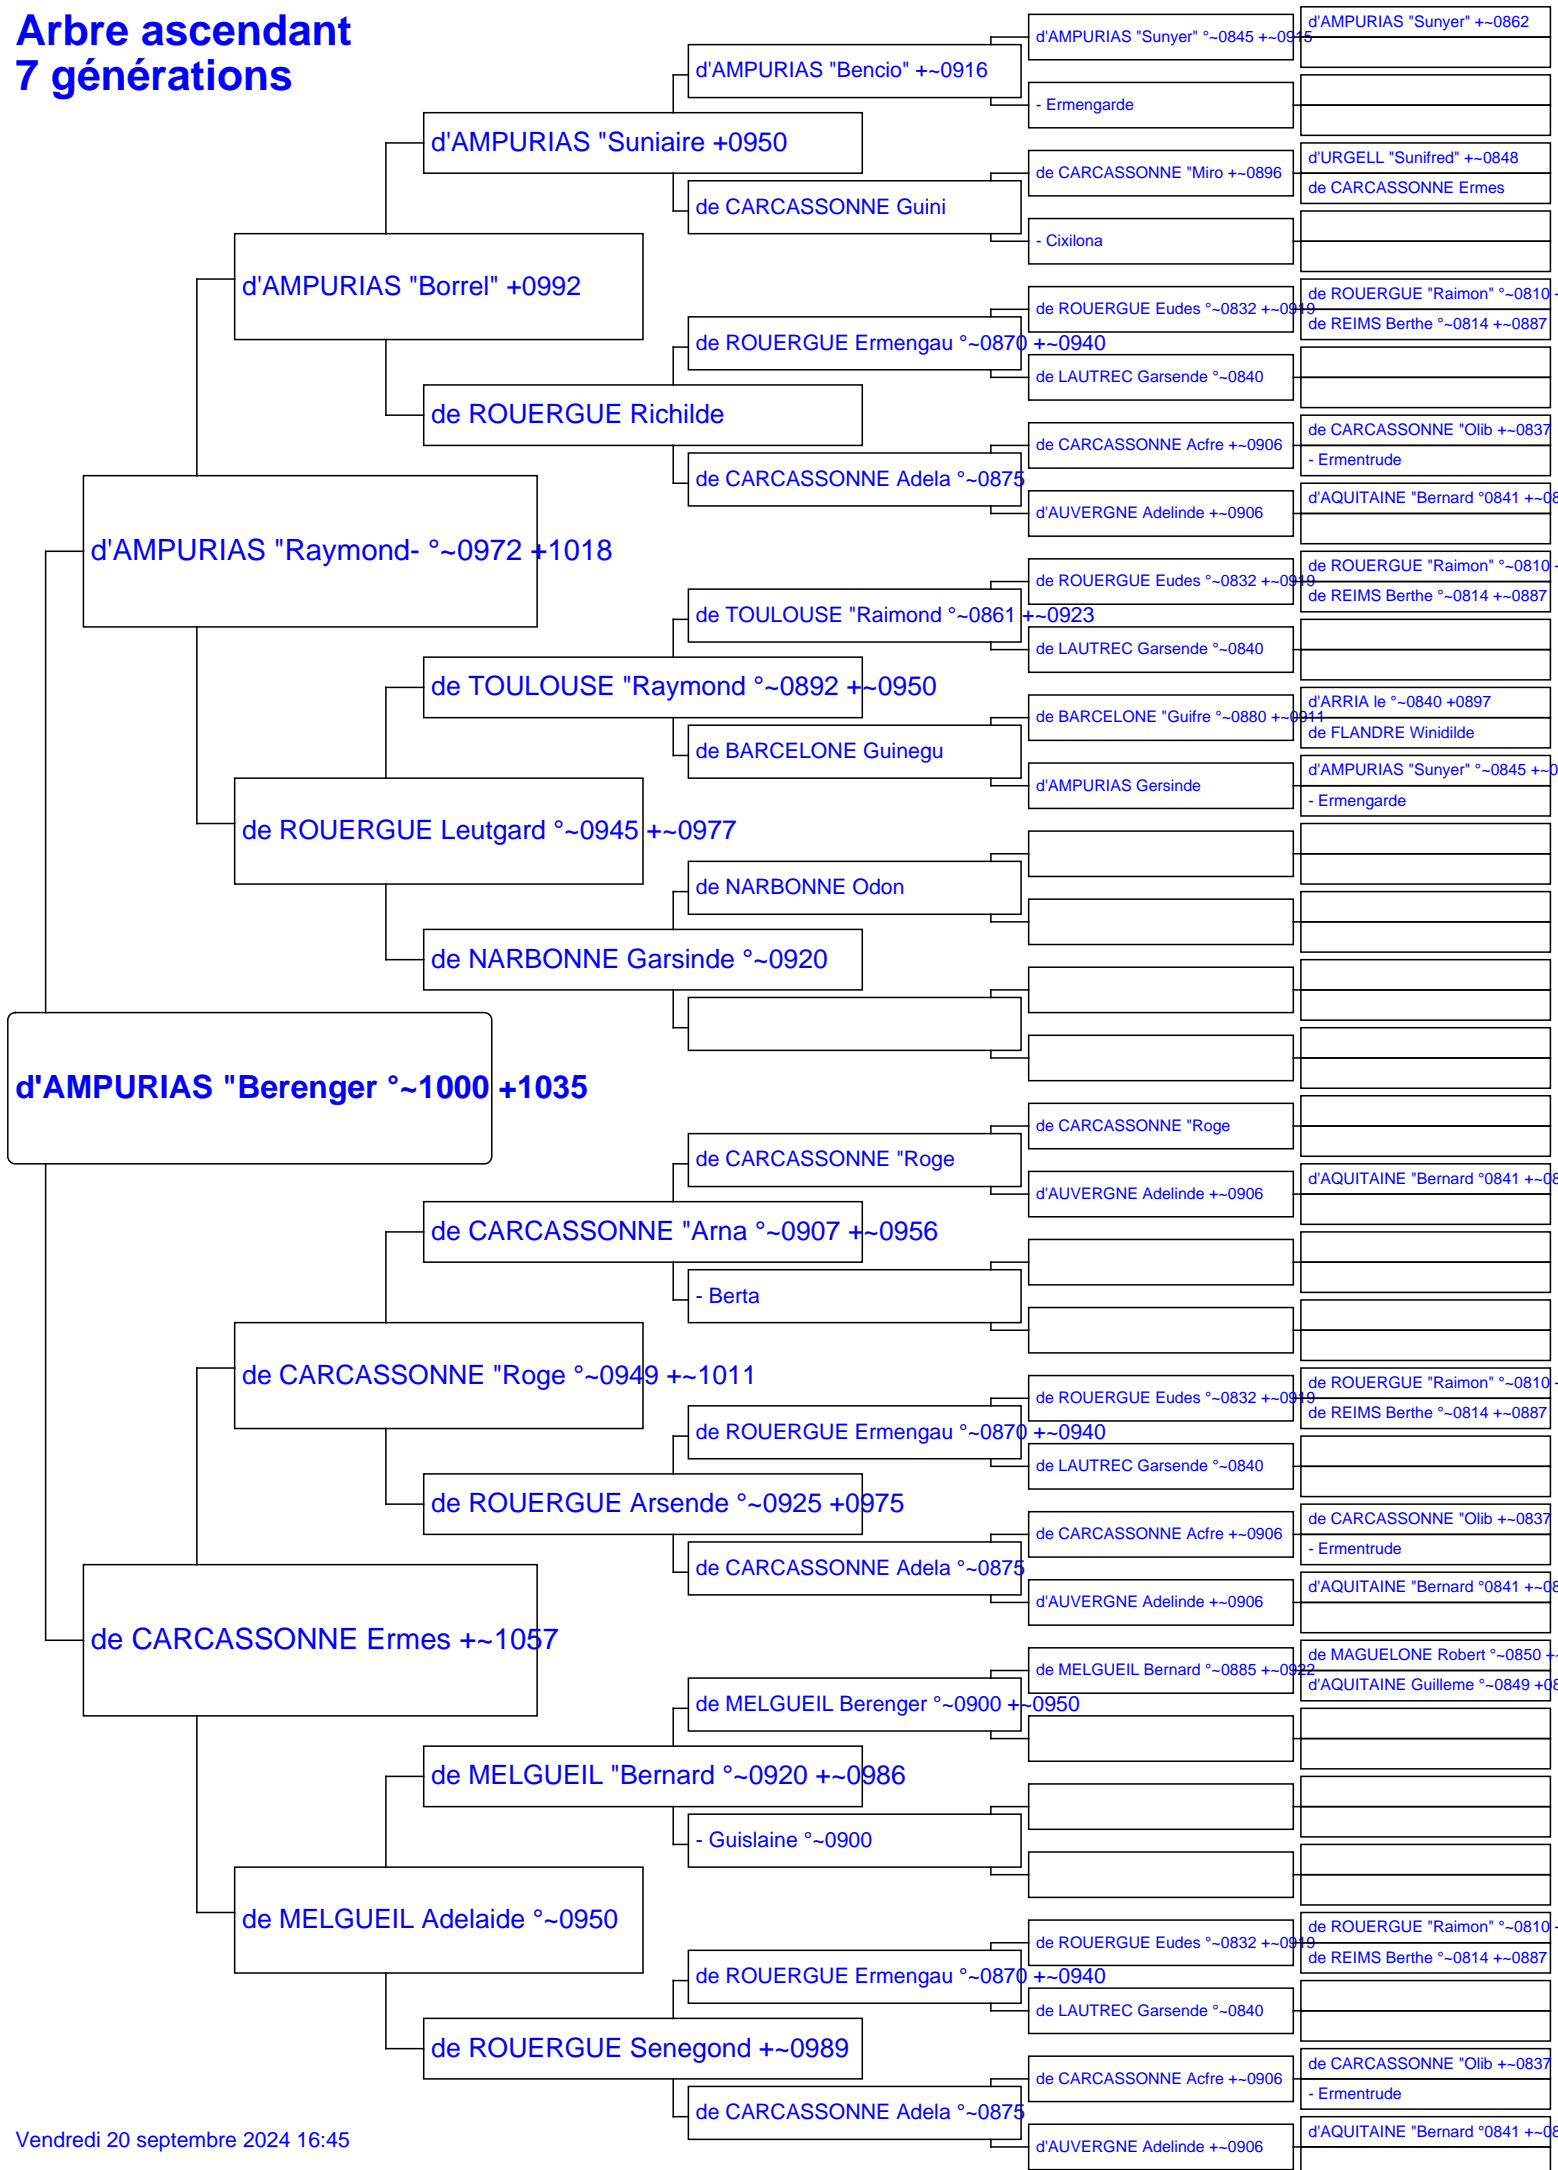 Arbre ascendant
7 générations
d'AMPURIAS "Sunyer" +~0862
d'AMPURIAS "Sunyer" °~0845 +~0915
d'AMPURIAS "Bencio" +~0916
- Ermengarde
d'AMPURIAS "Suniaire +0950
d'URGELL "Sunifred" +~0848
de CARCASSONNE "Miro +~0896
de CARCASSONNE Ermes
de CARCASSONNE Guini
- Cixilona
d'AMPURIAS "Borrel" +0992
de ROUERGUE "Raimon" °~0810 +
de ROUERGUE Eudes °~0832 +~0919
de REIMS Berthe °~0814 +~0887
de ROUERGUE Ermengau °~0870 +~0940
de LAUTREC Garsende °~0840
de ROUERGUE Richilde
de CARCASSONNE "Olib +~0837
de CARCASSONNE Acfre +~0906
- Ermentrude
de CARCASSONNE Adela °~0875
d'AQUITAINE "Bernard °0841 +~08
d'AUVERGNE Adelinde +~0906
d'AMPURIAS "Raymond- °~0972 +1018
de ROUERGUE "Raimon" °~0810 +
de ROUERGUE Eudes °~0832 +~0919
de REIMS Berthe °~0814 +~0887
de TOULOUSE "Raimond °~0861 +~0923
de LAUTREC Garsende °~0840
de TOULOUSE "Raymond °~0892 +~0950
d'ARRIA le °~0840 +0897
de BARCELONE "Guifre °~0880 +~0911
de FLANDRE Winidilde
de BARCELONE Guinegu
d'AMPURIAS "Sunyer" °~0845 +~0
d'AMPURIAS Gersinde
- Ermengarde
de ROUERGUE Leutgard °~0945 +~0977
de NARBONNE Odon
de NARBONNE Garsinde °~0920
d'AMPURIAS "Berenger °~1000 +1035
de CARCASSONNE "Roge
de CARCASSONNE "Roge
d'AQUITAINE "Bernard °0841 +~08
d'AUVERGNE Adelinde +~0906
de CARCASSONNE "Arna °~0907 +~0956
- Berta
de CARCASSONNE "Roge °~0949 +~1011
de ROUERGUE "Raimon" °~0810 +
de ROUERGUE Eudes °~0832 +~0919
de REIMS Berthe °~0814 +~0887
de ROUERGUE Ermengau °~0870 +~0940
de LAUTREC Garsende °~0840
de ROUERGUE Arsende °~0925 +0975
de CARCASSONNE "Olib +~0837
de CARCASSONNE Acfre +~0906
- Ermentrude
de CARCASSONNE Adela °~0875
d'AQUITAINE "Bernard °0841 +~08
d'AUVERGNE Adelinde +~0906
de CARCASSONNE Ermes +~1057
de MAGUELONE Robert °~0850 +~
de MELGUEIL Bernard °~0885 +~0922
d'AQUITAINE Guilleme °~0849 +08
de MELGUEIL Berenger °~0900 +~0950
de MELGUEIL "Bernard °~0920 +~0986
- Guislaine °~0900
de MELGUEIL Adelaide °~0950
de ROUERGUE "Raimon" °~0810 +
de ROUERGUE Eudes °~0832 +~0919
de REIMS Berthe °~0814 +~0887
de ROUERGUE Ermengau °~0870 +~0940
de LAUTREC Garsende °~0840
de ROUERGUE Senegond +~0989
de CARCASSONNE "Olib +~0837
de CARCASSONNE Acfre +~0906
- Ermentrude
de CARCASSONNE Adela °~0875
d'AQUITAINE "Bernard °0841 +~08
d'AUVERGNE Adelinde +~0906
Vendredi 20 septembre 2024 16:45